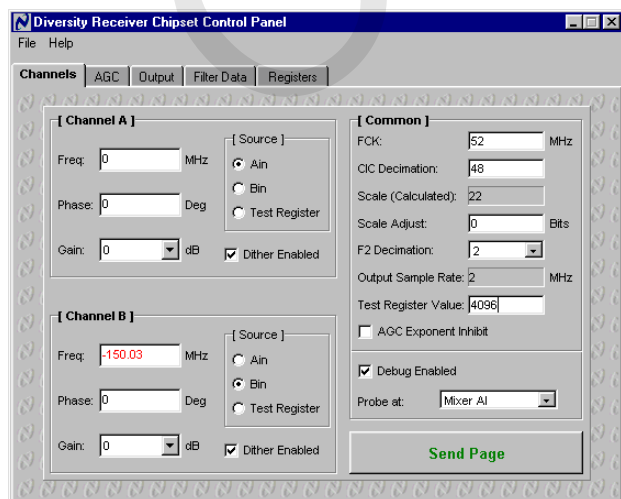 Diversity Receiver Chipset Control Panel
File Help
Channels AGC Output Filter Data Registers
[ Channel A ]
Freq: 0 MHz
Phase: 0 Deg
Gain: 0 dB
[ Source ]
Ain
Bin
Test Register
Dither Enabled
[ Channel B ]
Freq: -150.03 MHz
Phase: 0 Deg
Gain: 0 dB
[ Source ]
Ain
Bin
Test Register
Dither Enabled
[ Common ]
FCK: 52 MHz
CIC Decimation: 48
Scale (Calculated): 22
Scale Adjust: 0 Bits
F2 Decimation: 2
Output Sample Rate: 2 MHz
Test Register Value: 4096
AGC Exponent Inhibit
Debug Enabled
Probe at: Mixer AI
Send Page